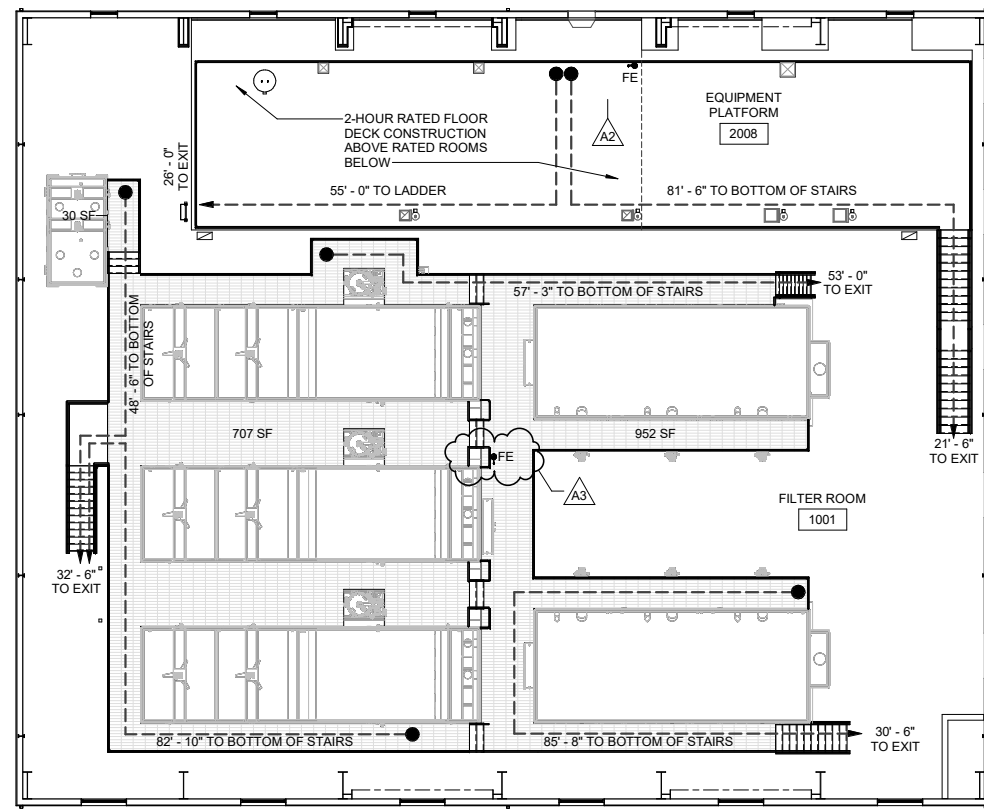 FE
EQUIPMENT
PLATFORM
2008
A2
2-HOUR RATED FLOOR
DECK CONSTRUCTION
ABOVE RATED ROOMS
BELOW
26' - 0"
TO EXIT
55' - 0" TO LADDER
81' - 6" TO BOTTOM OF STAIRS
30 SF
53' - 0"
TO EXIT
57' - 3" TO BOTTOM OF STAIRS
48' - 6" TO BOTTOM
OF STAIRS
707 SF
952 SF
21' - 6"
TO EXIT
FE
A3
FILTER ROOM
1001
32' - 6"
TO EXIT
82' - 10" TO BOTTOM OF STAIRS
85' - 8" TO BOTTOM OF STAIRS
30' - 6"
TO EXIT